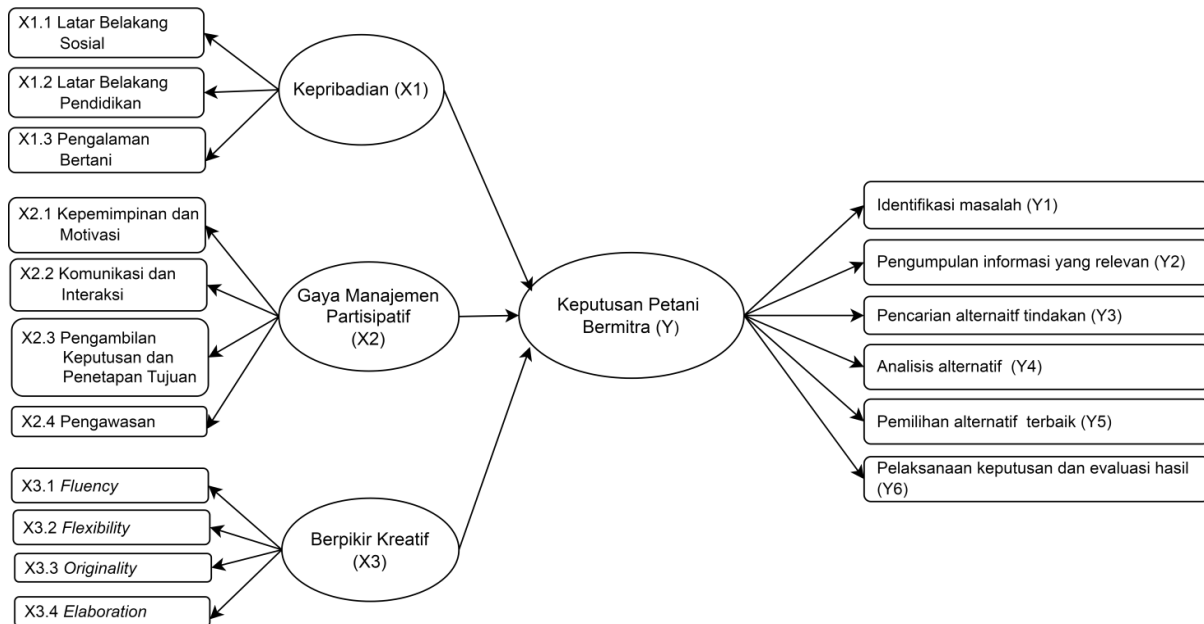 X1.1 Latar Belakang
Sosial
X1.2 Latar Belakang
Pendidikan
X1.3 Pengalaman
Bertani
Kepribadian (X1)
X2.1 Kepemimpinan dan
Motivasi
X2.2 Komunikasi dan
Interaksi
X2.3 Pengambilan
Keputusan dan
Penetapan Tujuan
X2.4 Pengawasan
Gaya Manajemen
Partisipatif
(X2)
X3.1 Fluency
X3.2 Flexibility
X3.3 Originality
X3.4 Elaboration
Berpikir Kreatif
(X3)
Keputusan Petani
Bermitra (Y)
Identifikasi masalah (Y1)
Pengumpulan informasi yang relevan (Y2)
Pencarian alternaitf tindakan (Y3)
Analisis alternatif (Y4)
Pemilihan alternatif terbaik (Y5)
Pelaksanaan keputusan dan evaluasi hasil
(Y6)